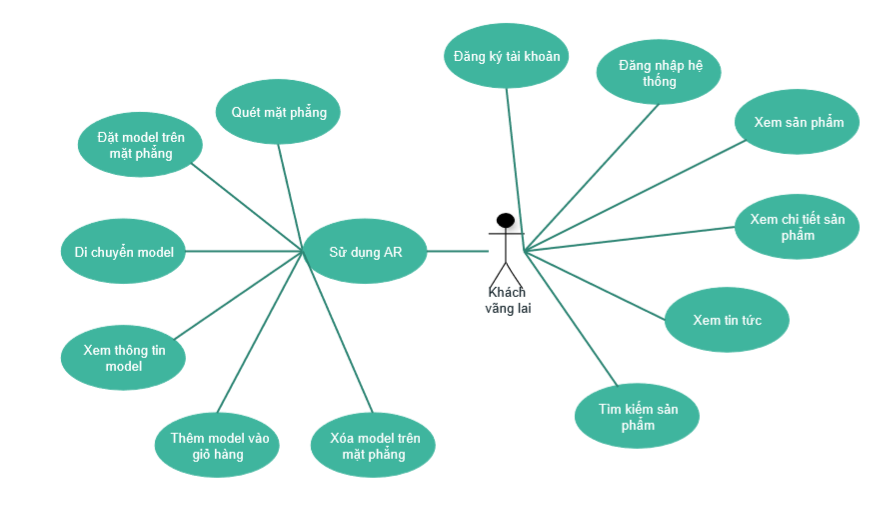 Đăng ký tài khoản
Đăng nhập hệ
thống
Quét mặt phẳng
Xem sản phẩm
Đặt model trên
mặt phẳng
Xem chi tiết sản
phẩm
Di chuyển model
Sử dụng AR
Khách
vãng lai
Xem tin tức
Xem thông tin
model
Tìm kiếm sản
phẩm
Thêm model vào
giỏ hàng
Xóa model trên
mặt phẳng